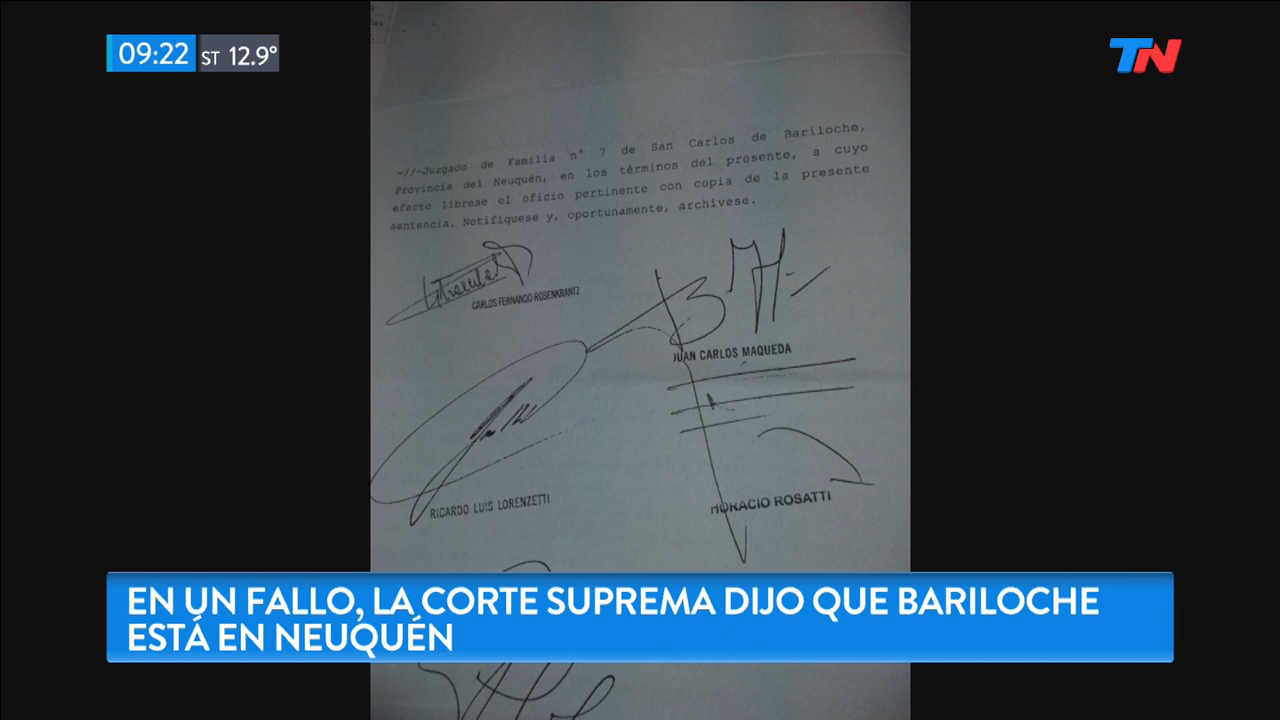 09:22 ST 12.9°
TN
-//-Jurgado de Familia n° 7 de San Carlos de Bariloche,
Provincia del Neuquén, en los términos del presente, a cuyo
efecto líbrese el oficio pertinente con copia de la presente
sentencia. Notifíquese y, oportunamente, archívese.
CARLOS FERNANDO ROSENKRANTZ
JUAN CARLOS MAQUEDA
RICARDO LUIS LORENZETTI
HORACIO ROSATTI
EN UN FALLO, LA CORTE SUPREMA DIJO QUE BARILOCHE
ESTÁ EN NEUQUÉN